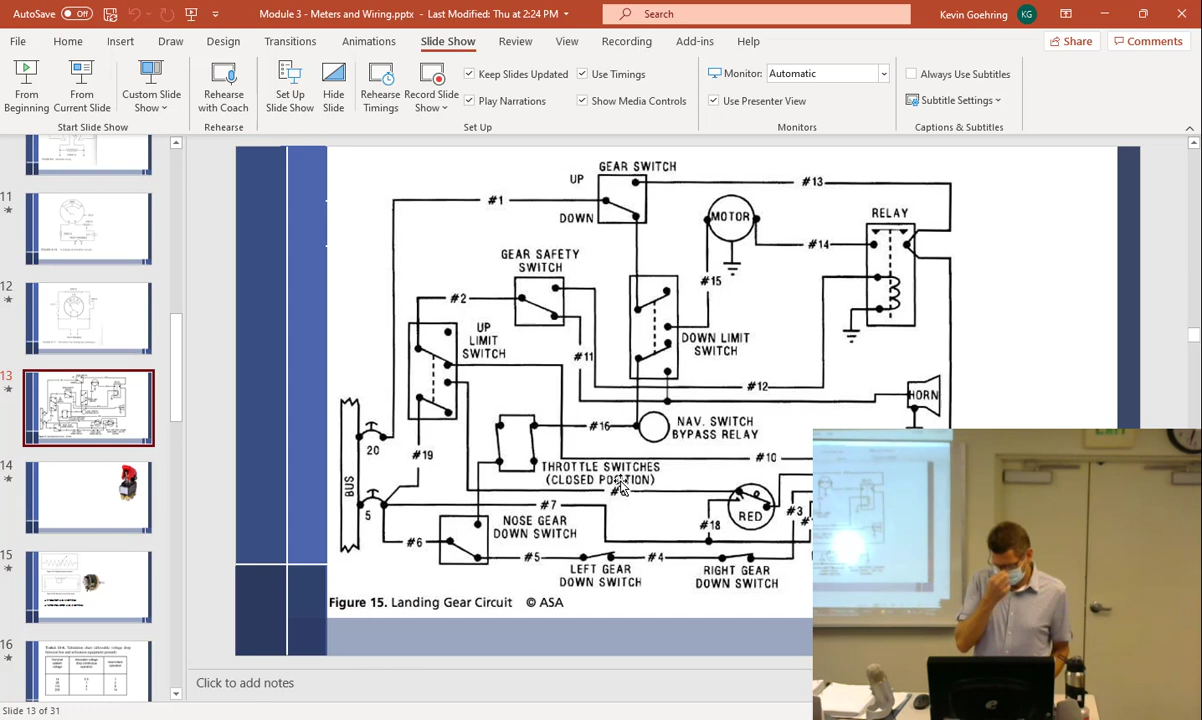 AutoSave Off Module 3 - Meters and Wiring.pptx - Last Modified: Thu at 2:24 PM Search Kevin Goehring KG
File Home Insert Draw Design Transitions Animations Slide Show Review View Recording Add-ins Help Share Comments
From Beginning
From Current Slide
Custom Slide Show
Rehearse with Coach
Set Up Slide Show
Hide Slide
Rehearse Timings
Record Slide Show
Keep Slides Updated
Play Narrations
Use Timings
Show Media Controls
Monitor: Automatic
Use Presenter View
Always Use Subtitles
Subtitle Settings
Start Slide Show Rehearse Set Up Monitors Captions & Subtitles
11
12
13
14
15
16
GEAR SWITCH
UP
#13
#1
DOWN
MOTOR
RELAY
#14
GEAR SAFETY
SWITCH
#15
#2
UP
LIMIT
SWITCH
DOWN LIMIT
SWITCH
#11
#12
HORN
#16
NAV. SWITCH
BYPASS RELAY
20
#19
#10
THROTTLE SWITCHES
(CLOSED POSITION)
BUS
5
#7
RED
#3
#18
NOSE GEAR
DOWN SWITCH
#6
#5
#4
LEFT GEAR
DOWN SWITCH
RIGHT GEAR
DOWN SWITCH
Figure 15. Landing Gear Circuit © ASA
Click to add notes
Slide 13 of 31